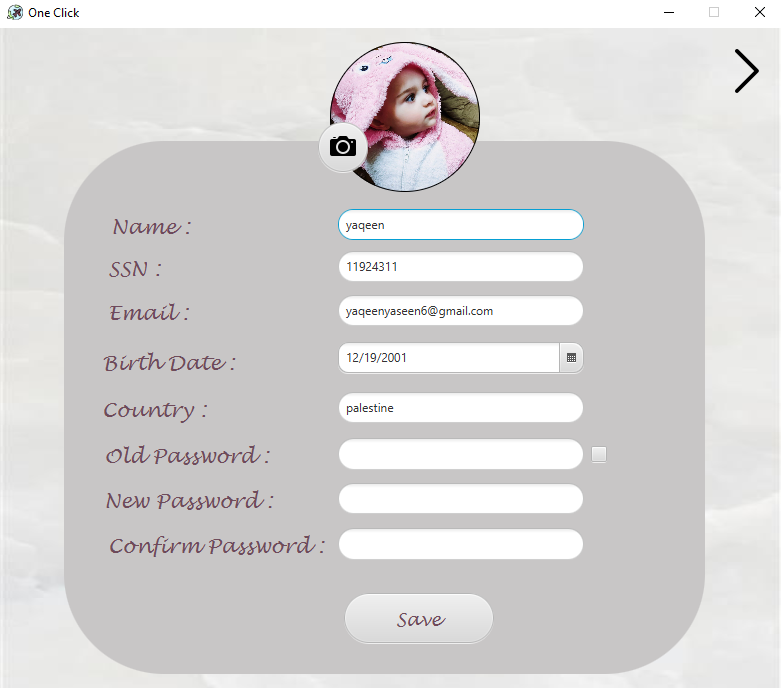 One Click
Name : yaqeen
SSN : 11924311
Email : yaqeenyaseen6@gmail.com
Birth Date : 12/19/2001
Country : palestine
Old Password :
New Password :
Confirm Password :
Save